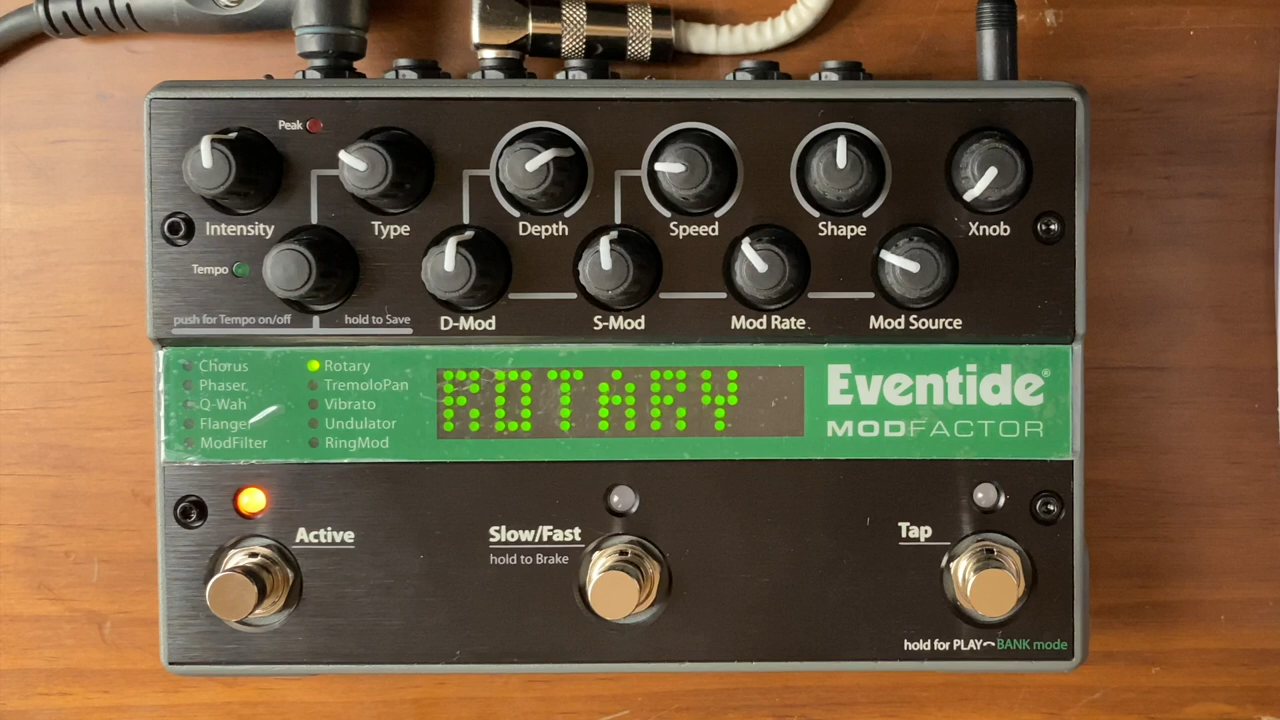 Peak
Intensity
Type
Depth
Speed
Shape
Xnob
Tempo
push for Tempo on/off
hold to Save
D-Mod
S-Mod
Mod Rate
Mod Source
Chorus
Phaser
Q-Wah
Flanger
ModFilter
Rotary
TremoloPan
Vibrato
Undulator
RingMod
ROTARY
Eventide®
MODFACTOR
Active
Slow/Fast
hold to Brake
Tap
hold for PLAY BANK mode